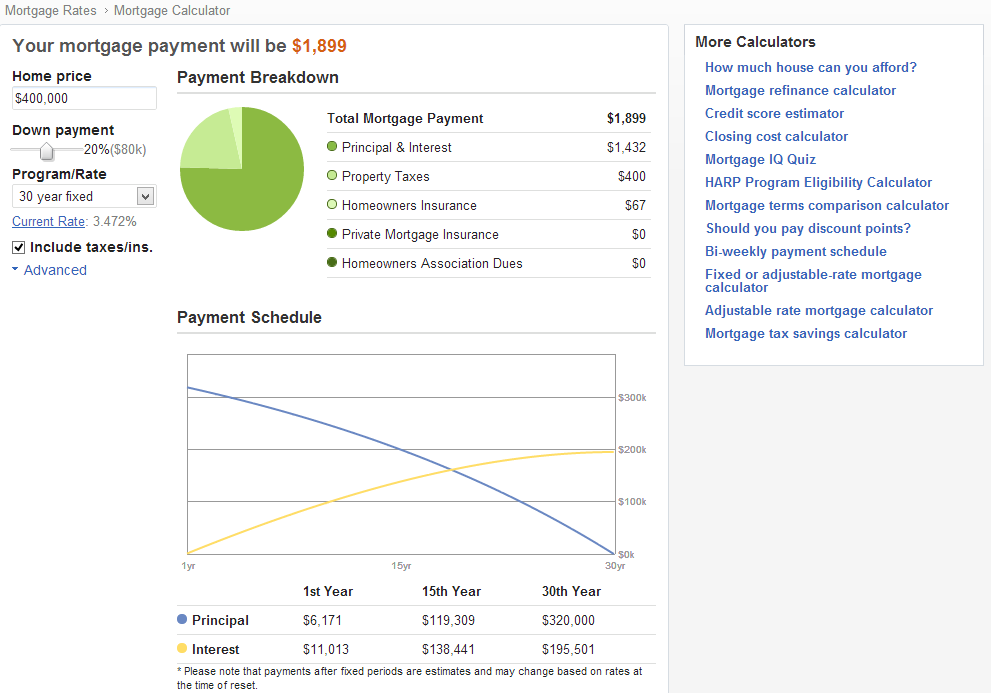 Mortgage Rates › Mortgage Calculator
Your mortgage payment will be $1,899
Home price
$400,000
Down payment
20%($80k)
Program/Rate
30 year fixed
Current Rate: 3.472%
Include taxes/ins.
Advanced
Payment Breakdown
Total Mortgage Payment $1,899
Principal & Interest $1,432
Property Taxes $400
Homeowners Insurance $67
Private Mortgage Insurance $0
Homeowners Association Dues $0
Payment Schedule
$300k
$200k
$100k
$0k
1yr 15yr 30yr
1st Year 15th Year 30th Year
Principal $6,171 $119,309 $320,000
Interest $11,013 $138,441 $195,501
* Please note that payments after fixed periods are estimates and may change based on rates at
the time of reset.
More Calculators
How much house can you afford?
Mortgage refinance calculator
Credit score estimator
Closing cost calculator
Mortgage IQ Quiz
HARP Program Eligibility Calculator
Mortgage terms comparison calculator
Should you pay discount points?
Bi-weekly payment schedule
Fixed or adjustable-rate mortgage
calculator
Adjustable rate mortgage calculator
Mortgage tax savings calculator